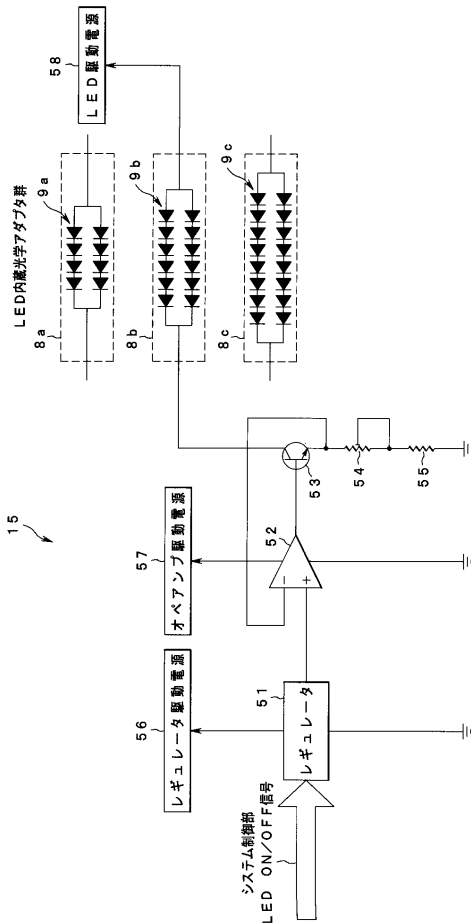 15
システム制御部
LED ON/OFF信号
51
レギュレータ
56
レギュレータ駆動電源
52
－
＋
57
オペアンプ駆動電源
53
54
55
LED内蔵光学アダプタ群
8a
9a
8b
9b
8c
9c
58
LED駆動電源